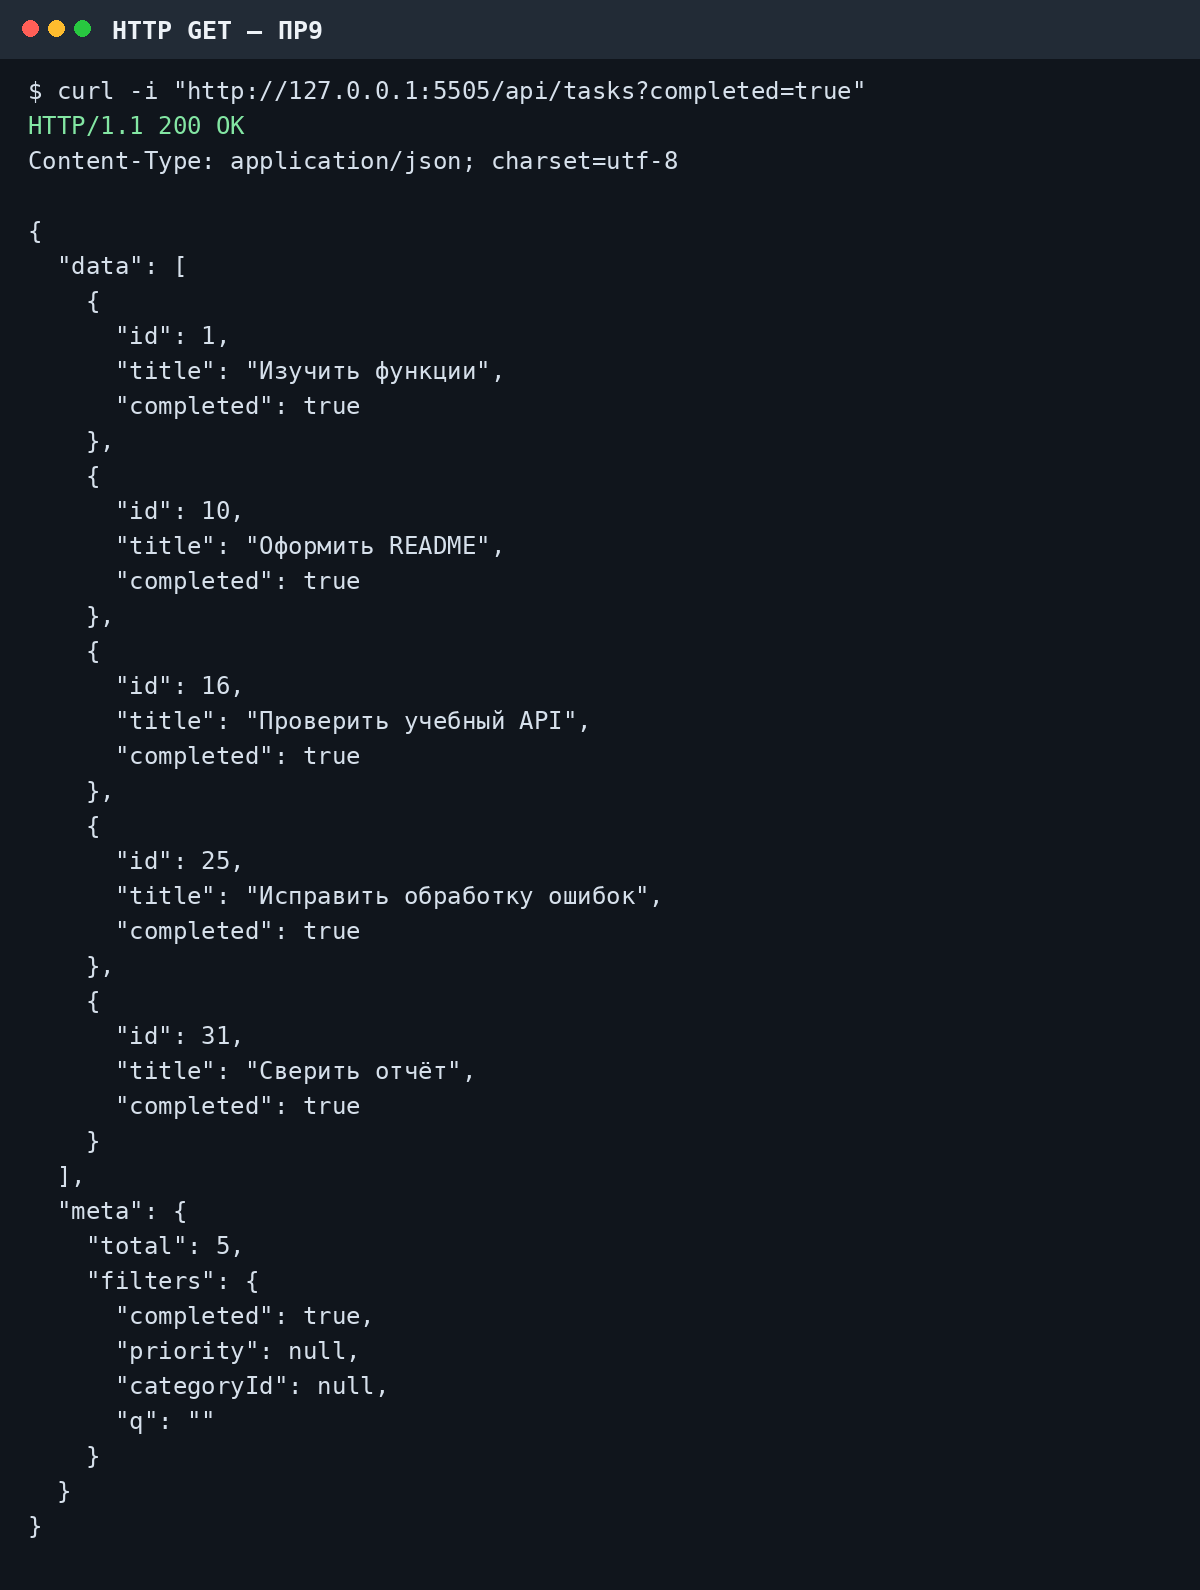 HTTP GET — ПР9
$ curl -i "http://127.0.0.1:5505/api/tasks?completed=true"
HTTP/1.1 200 OK
Content-Type: application/json; charset=utf-8

{
  "data": [
    {
      "id": 1,
      "title": "Изучить функции",
      "completed": true
    },
    {
      "id": 10,
      "title": "Оформить README",
      "completed": true
    },
    {
      "id": 16,
      "title": "Проверить учебный API",
      "completed": true
    },
    {
      "id": 25,
      "title": "Исправить обработку ошибок",
      "completed": true
    },
    {
      "id": 31,
      "title": "Сверить отчёт",
      "completed": true
    }
  ],
  "meta": {
    "total": 5,
    "filters": {
      "completed": true,
      "priority": null,
      "categoryId": null,
      "q": ""
    }
  }
}